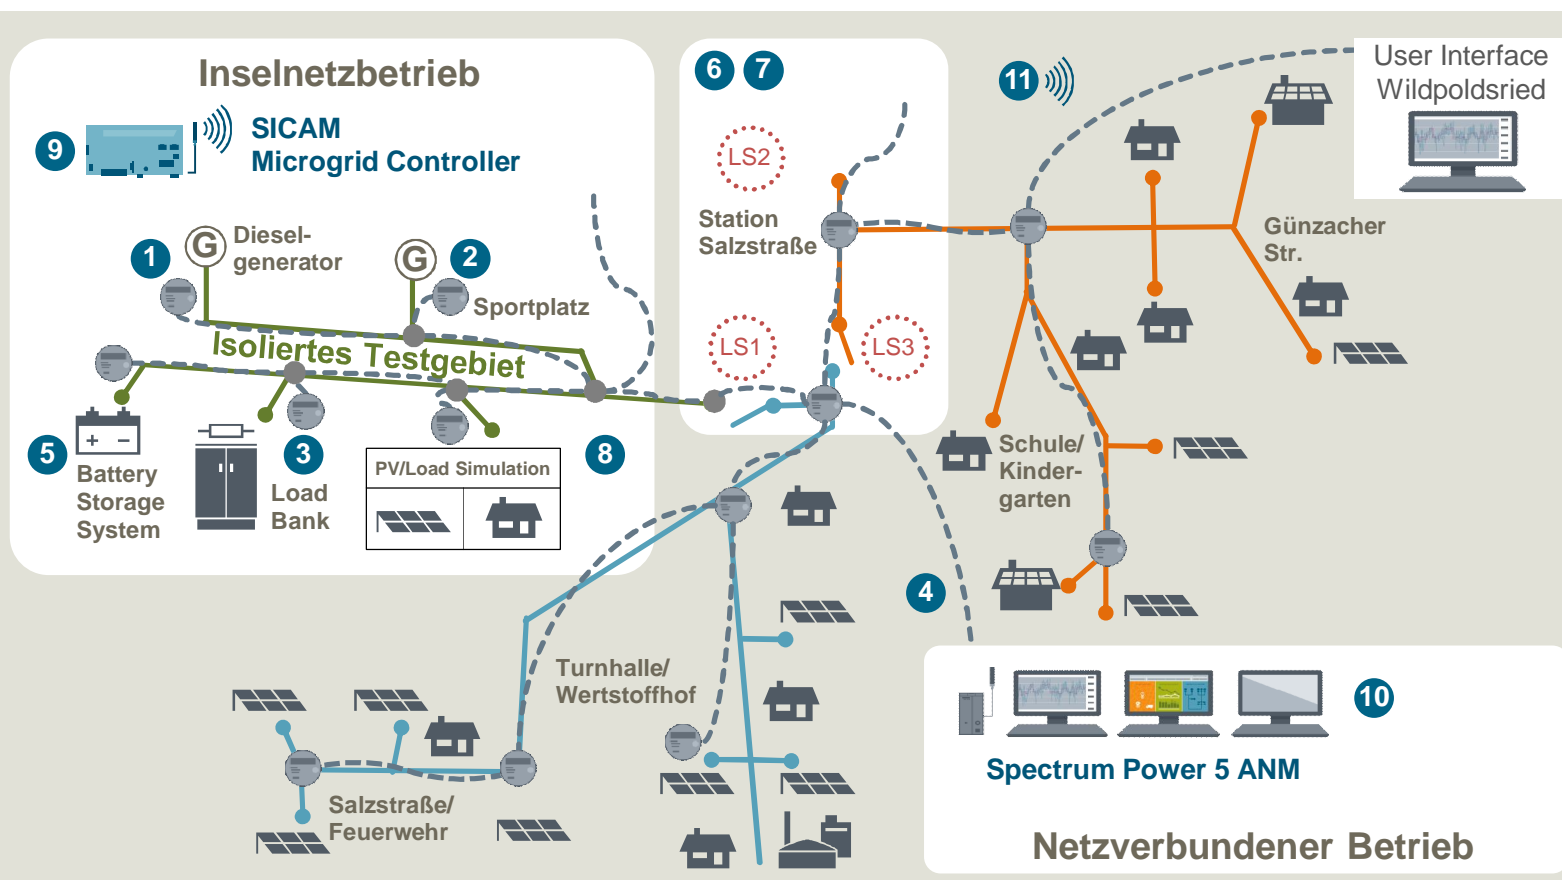 Inselnetzbetrieb
9
SICAM
Microgrid Controller
1
G
Diesel-
generator
G
2
Sportplatz
Isoliertes Testgebiet
5
Battery
Storage
System
3
Load
Bank
PV/Load Simulation
8
6
7
LS2
Station
Salzstraße
LS1
LS3
11
User Interface
Wildpoldsried
Günzacher
Str.
Schule/
Kinder-
garten
4
Turnhalle/
Wertstoffhof
Salzstraße/
Feuerwehr
10
Spectrum Power 5 ANM
Netzverbundener Betrieb